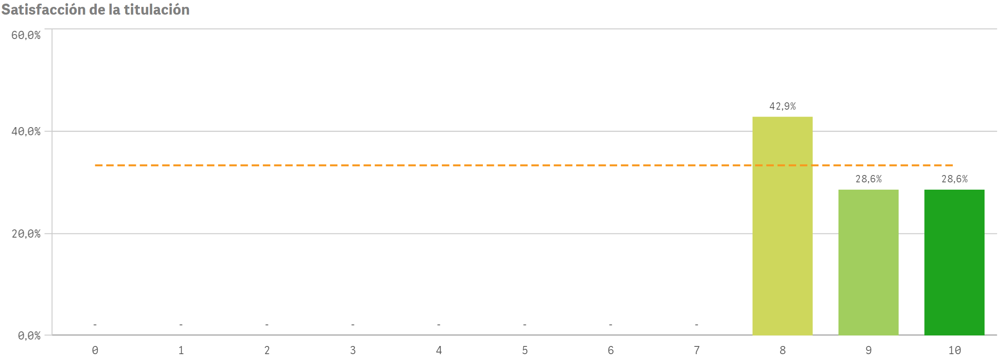 Satisfacción de la titulación
60,0%
42,9%
40,0%
28,6% 28,6%
20,0%
- - - - - - - -
0,0%
0 1 2 3 4 5 6 7 8 9 10